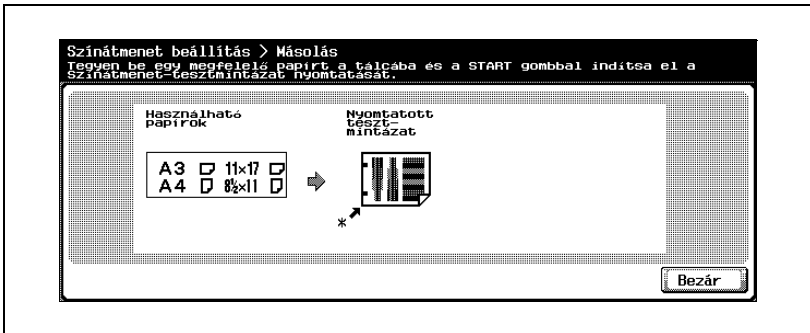 Színátmenet beállítás > Másolás
Tegyen be egy megfelelő papírt a tálcába és a START gombbal indítsa el a
Színátmenet-tesztmintázat nyomtatását.
Használható
papírok
Nyomtatott
teszt-
mintázat
A3 11×17
A4 8½×11
*
Bezár